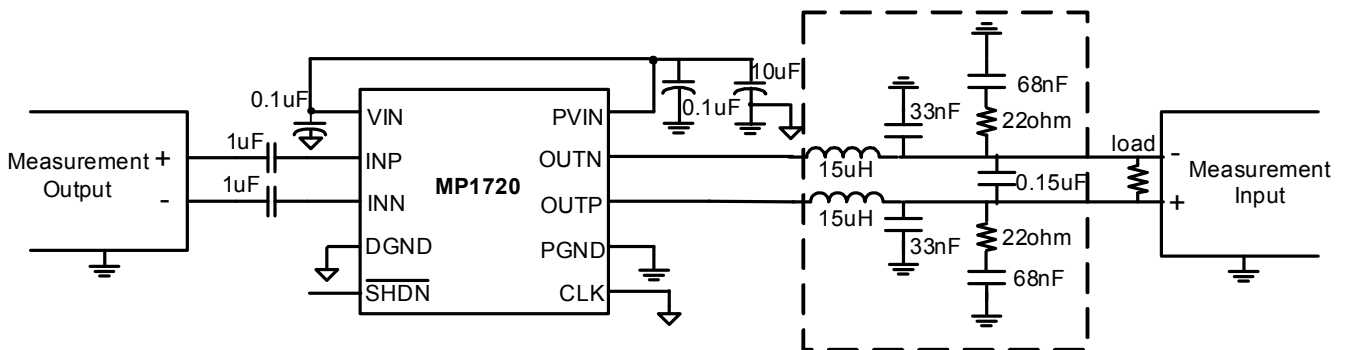 10uF
68nF
0.1uF
0.1uF
33nF
22ohm
VIN
PVIN
load
1uF
Measurement
Output
+
-
INP
OUTN
15uH
-
+
Measurement
Input
1uF
MP1720
0.15uF
INN
OUTP
15uH
22ohm
DGND
PGND
33nF
68nF
SHDN
CLK